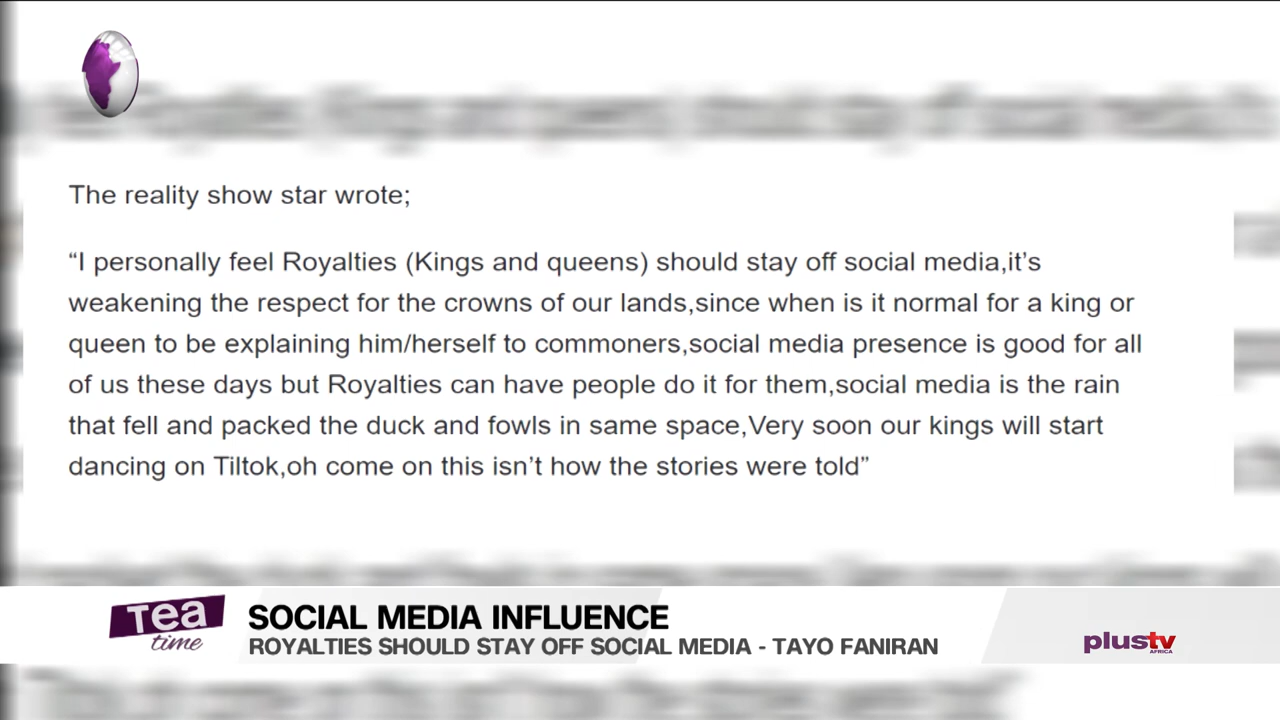 The reality show star wrote;
“I personally feel Royalties (Kings and queens) should stay off social media,it’s
weakening the respect for the crowns of our lands,since when is it normal for a king or
queen to be explaining him/herself to commoners,social media presence is good for all
of us these days but Royalties can have people do it for them,social media is the rain
that fell and packed the duck and fowls in same space,Very soon our kings will start
dancing on Tiltok,oh come on this isn’t how the stories were told”
Tea
time
SOCIAL MEDIA INFLUENCE
ROYALTIES SHOULD STAY OFF SOCIAL MEDIA - TAYO FANIRAN
plustv
AFRICA